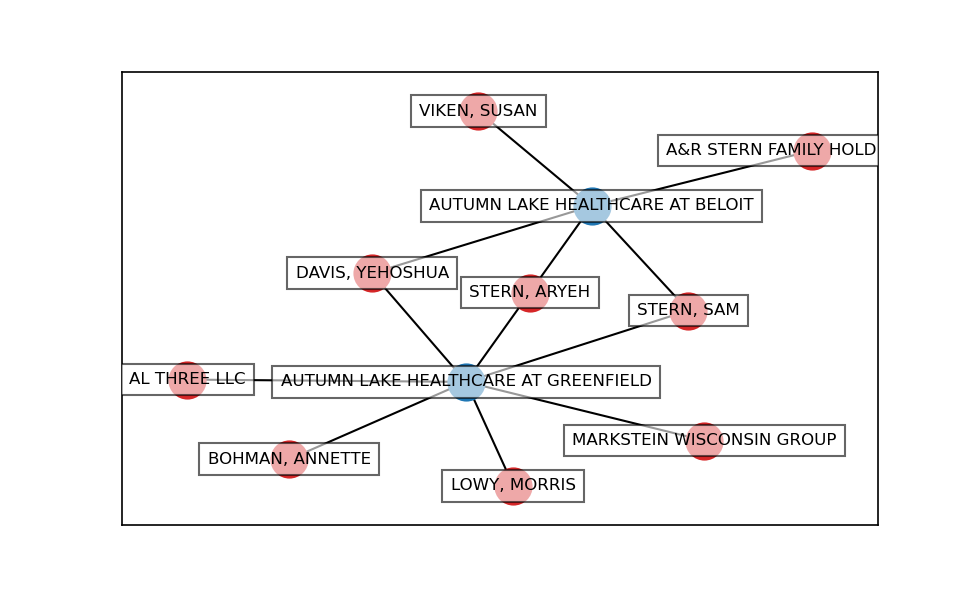 VIKEN, SUSAN
A&R STERN FAMILY HOLD
AUTUMN LAKE HEALTHCARE AT BELOIT
DAVIS, YEHOSHUA
STERN, ARYEH
STERN, SAM
AL THREE LLC
AUTUMN LAKE HEALTHCARE AT GREENFIELD
MARKSTEIN WISCONSIN GROUP
BOHMAN, ANNETTE
LOWY, MORRIS